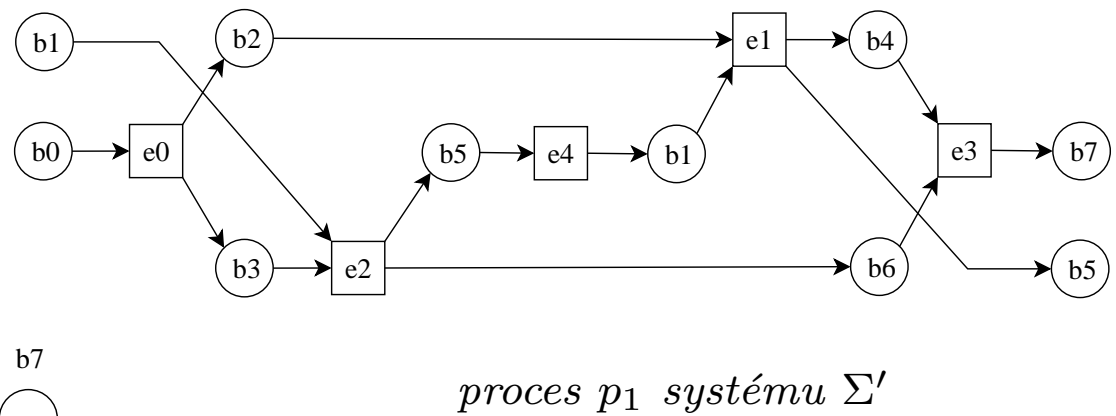 b1 b2 e1 b4
b0 e0 b5 e4 b1 e3 b7
b3 e2 b6 b5
b7
proces p₁ systému Σ′